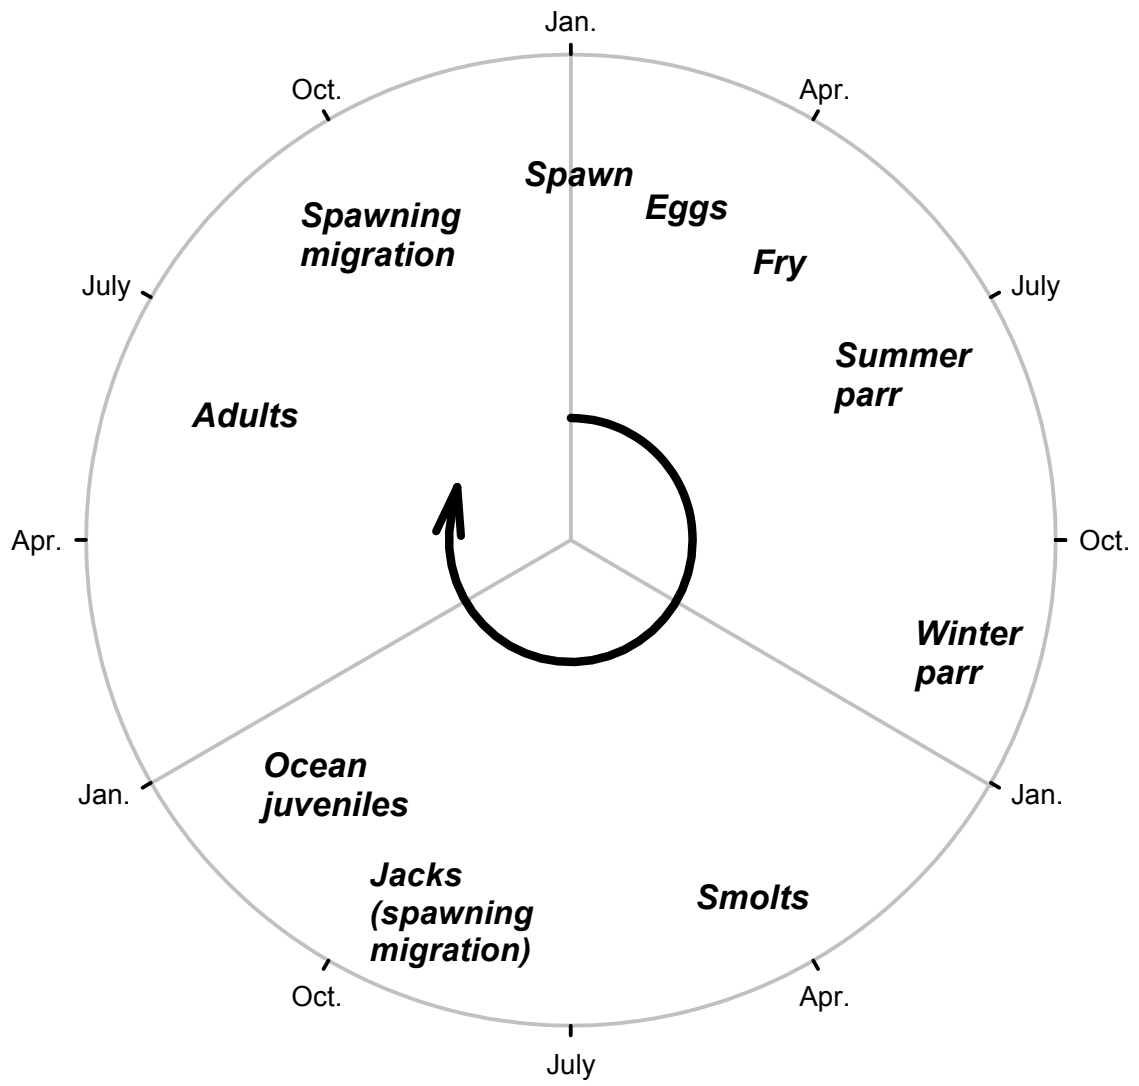 Jan.
Oct.
Apr.
Spawn
Eggs
Spawning
migration
Fry
July
July
Summer
parr
Adults
Apr.
Oct.
Winter
parr
Ocean
juveniles
Jan.
Jan.
Jacks
(spawning
migration)
Smolts
Oct.
Apr.
July